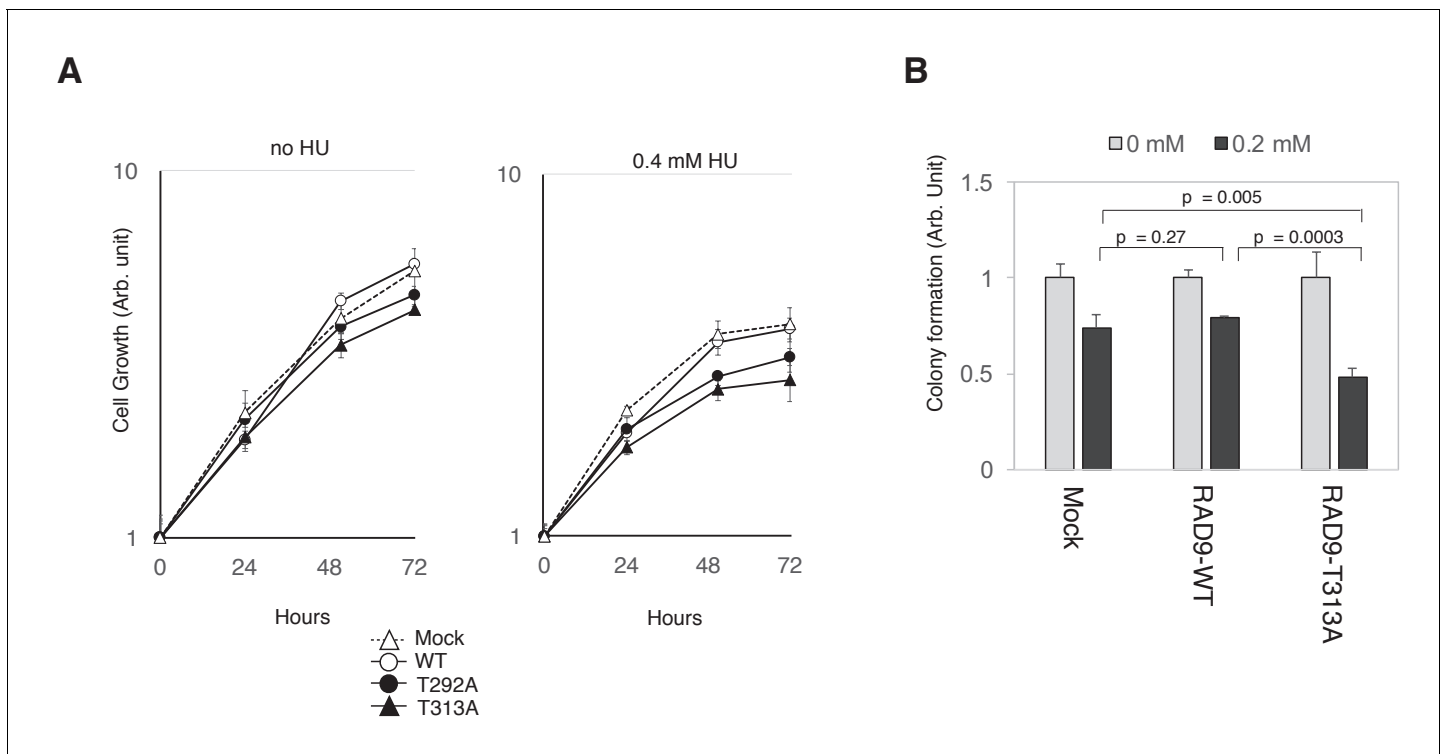 A
B
no HU
0.4 mM HU
0 mM
0.2 mM
10
10
1.5
Colony formation (Arb. Unit)
p = 0.005
p = 0.27
p = 0.0003
1
Cell Growth (Arb. unit)
0.5
0
1
1
0
24
48
72
0
24
48
72
Hours
Hours
Mock
RAD9-WT
RAD9-T313A
Mock
WT
T292A
T313A